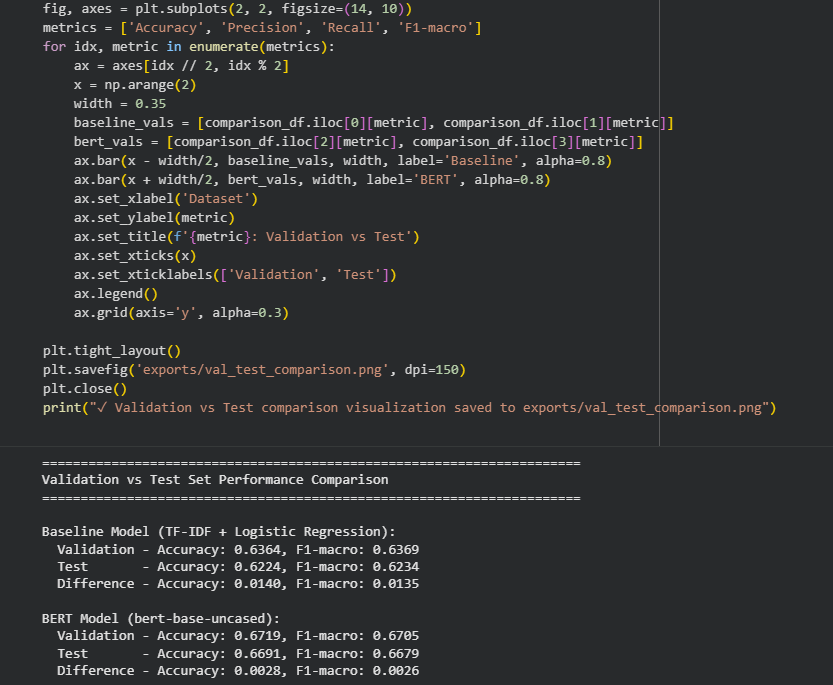 fig, axes = plt.subplots(2, 2, figsize=(14, 10))
metrics = ['Accuracy', 'Precision', 'Recall', 'F1-macro']
for idx, metric in enumerate(metrics):
    ax = axes[idx // 2, idx % 2]
    x = np.arange(2)
    width = 0.35
    baseline_vals = [comparison_df.iloc[0][metric], comparison_df.iloc[1][metric]]
    bert_vals = [comparison_df.iloc[2][metric], comparison_df.iloc[3][metric]]
    ax.bar(x - width/2, baseline_vals, width, label='Baseline', alpha=0.8)
    ax.bar(x + width/2, bert_vals, width, label='BERT', alpha=0.8)
    ax.set_xlabel('Dataset')
    ax.set_ylabel(metric)
    ax.set_title(f'{metric}: Validation vs Test')
    ax.set_xticks(x)
    ax.set_xticklabels(['Validation', 'Test'])
    ax.legend()
    ax.grid(axis='y', alpha=0.3)

plt.tight_layout()
plt.savefig('exports/val_test_comparison.png', dpi=150)
plt.close()
print("✓ Validation vs Test comparison visualization saved to exports/val_test_comparison.png")

======================================================================
Validation vs Test Set Performance Comparison
======================================================================

Baseline Model (TF-IDF + Logistic Regression):
  Validation - Accuracy: 0.6364, F1-macro: 0.6369
  Test       - Accuracy: 0.6224, F1-macro: 0.6234
  Difference - Accuracy: 0.0140, F1-macro: 0.0135

BERT Model (bert-base-uncased):
  Validation - Accuracy: 0.6719, F1-macro: 0.6705
  Test       - Accuracy: 0.6691, F1-macro: 0.6679
  Difference - Accuracy: 0.0028, F1-macro: 0.0026